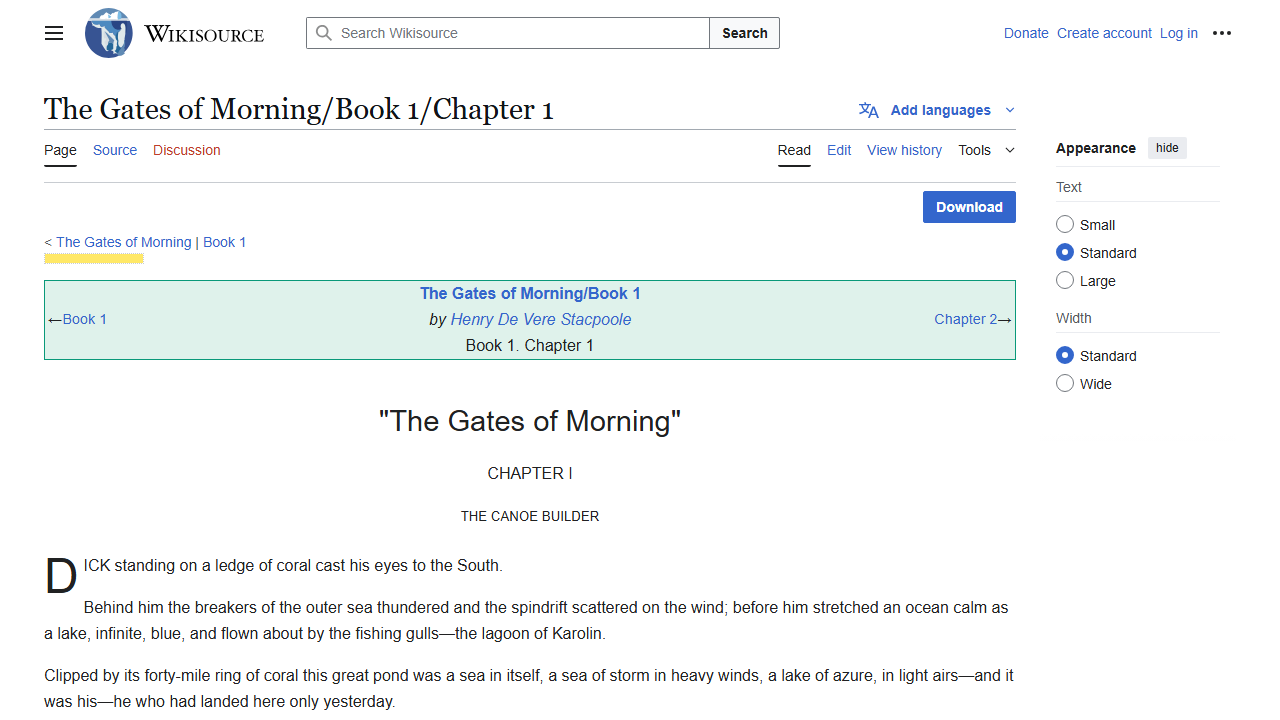 WIKISOURCE
Search Wikisource
Search
Donate Create account Log in
The Gates of Morning/Book 1/Chapter 1
Add languages
Page Source Discussion
Read Edit View history Tools
Appearance hide
Text
Small
Standard
Large
Width
Standard
Wide
Download
< The Gates of Morning | Book 1
The Gates of Morning/Book 1
←Book 1
by Henry De Vere Stacpoole
Chapter 2→
Book 1. Chapter 1
"The Gates of Morning"
CHAPTER I
THE CANOE BUILDER
DICK standing on a ledge of coral cast his eyes to the South.
Behind him the breakers of the outer sea thundered and the spindrift scattered on the wind; before him stretched an ocean calm as
a lake, infinite, blue, and flown about by the fishing gulls—the lagoon of Karolin.
Clipped by its forty-mile ring of coral this great pond was a sea in itself, a sea of storm in heavy winds, a lake of azure, in light airs—and it
was his—he who had landed here only yesterday.